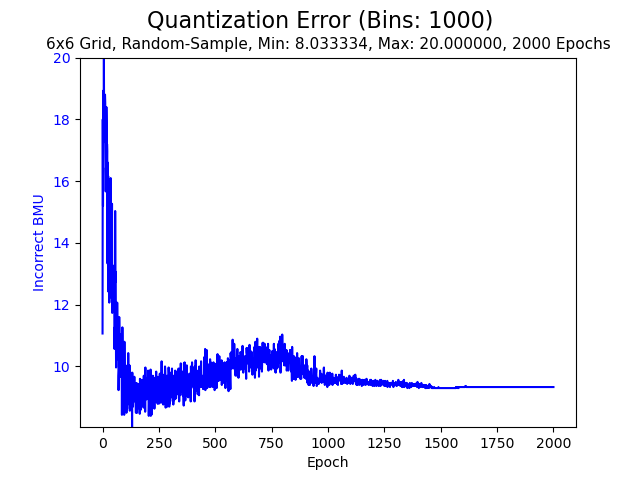 Quantization Error (Bins: 1000)
6x6 Grid, Random-Sample, Min: 8.033334, Max: 20.000000, 2000 Epochs
20
18
16
14
12
10
Incorrect BMU
0 250 500 750 1000 1250 1500 1750 2000
Epoch